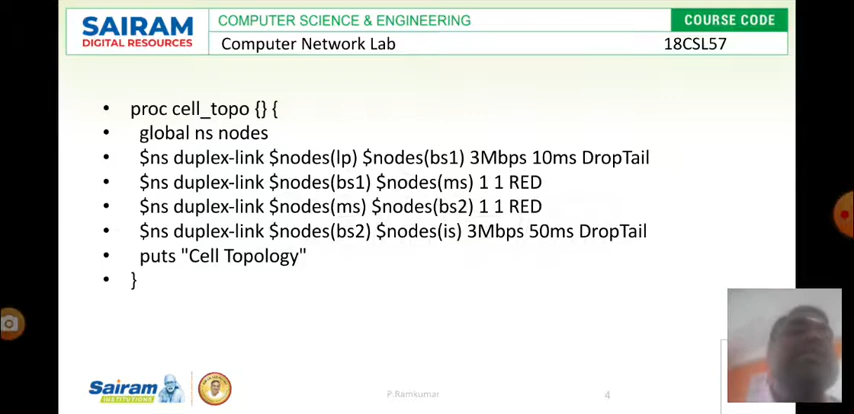 SAIRAM
DIGITAL RESOURCES
COMPUTER SCIENCE & ENGINEERING
COURSE CODE
Computer Network Lab
18CSL57
• proc cell_topo {} {
• global ns nodes
• $ns duplex-link $nodes(lp) $nodes(bs1) 3Mbps 10ms DropTail
• $ns duplex-link $nodes(bs1) $nodes(ms) 1 1 RED
• $ns duplex-link $nodes(ms) $nodes(bs2) 1 1 RED
• $ns duplex-link $nodes(bs2) $nodes(is) 3Mbps 50ms DropTail
• puts "Cell Topology"
• }
Sairam
INSTITUTIONS
P.Ramkumar
4